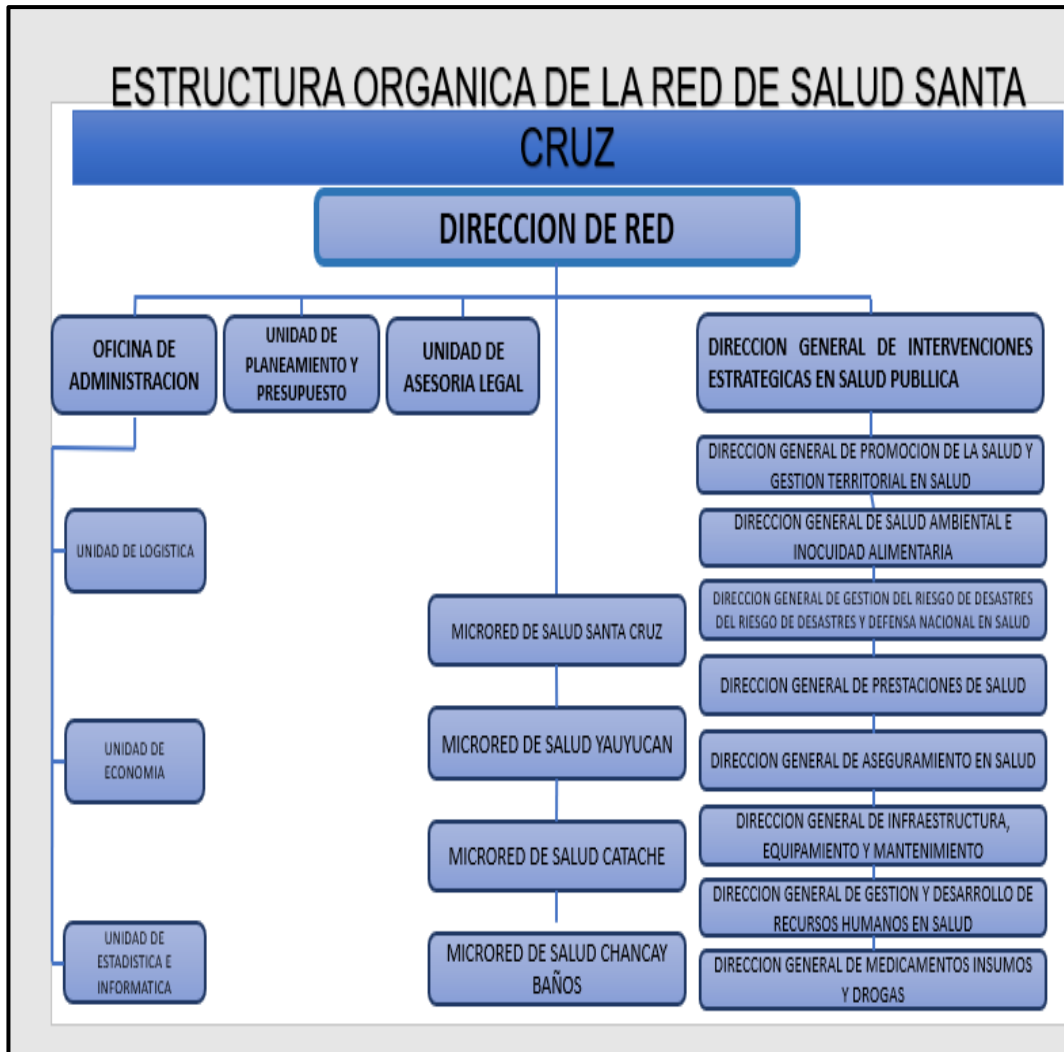 ESTRUCTURA ORGANICA DE LA RED DE SALUD SANTA
CRUZ
DIRECCION DE RED
OFICINA DE
ADMINISTRACION
UNIDAD DE
PLANEAMIENTO Y
PRESUPUESTO
UNIDAD DE
ASESORIA LEGAL
DIRECCION GENERAL DE INTERVENCIONES
ESTRATEGICAS EN SALUD PUBLLICA
UNIDAD DE LOGISTICA
UNIDAD DE
ECONOMIA
UNIDAD DE
ESTADISTICA E
INFORMATICA
MICRORED DE SALUD SANTA CRUZ
MICRORED DE SALUD YAUYUCAN
MICRORED DE SALUD CATACHE
MICRORED DE SALUD CHANCAY
BAÑOS
DIRECCION GENERAL DE PROMOCION DE LA SALUD Y
GESTION TERRITORIAL EN SALUD
DIRECCION GENERAL DE SALUD AMBIENTAL E
INOCUIDAD ALIMENTARIA
DIRECCION GENERAL DE GESTION DEL RIESGO DE DESASTRES
DEL RIESGO DE DESASTRES Y DEFENSA NACIONAL EN SALUD
DIRECCION GENERAL DE PRESTACIONES DE SALUD
DIRECCION GENERAL DE ASEGURAMIENTO EN SALUD
DIRECCION GENERAL DE INFRAESTRUCTURA,
EQUIPAMIENTO Y MANTENIMIENTO
DIRECCION GENERAL DE GESTION Y DESARROLLO DE
RECURSOS HUMANOS EN SALUD
DIRECCION GENERAL DE MEDICAMENTOS INSUMOS
Y DROGAS